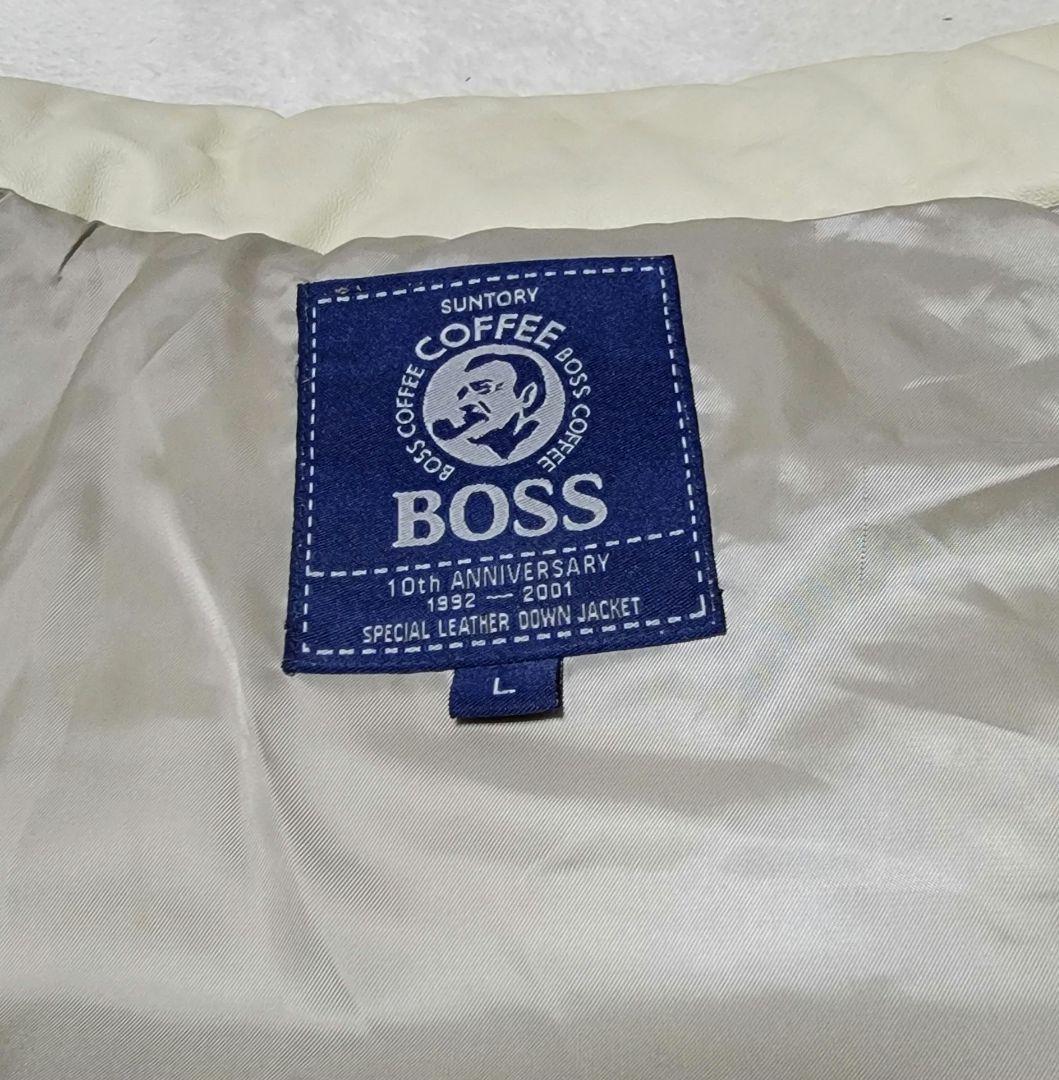 SUNTORY
COFFEE
BOSS COFFEE
BOSS COFFEE
BOSS
10th ANNIVERSARY
1992 — 2001
SPECIAL LEATHER DOWN JACKET
L